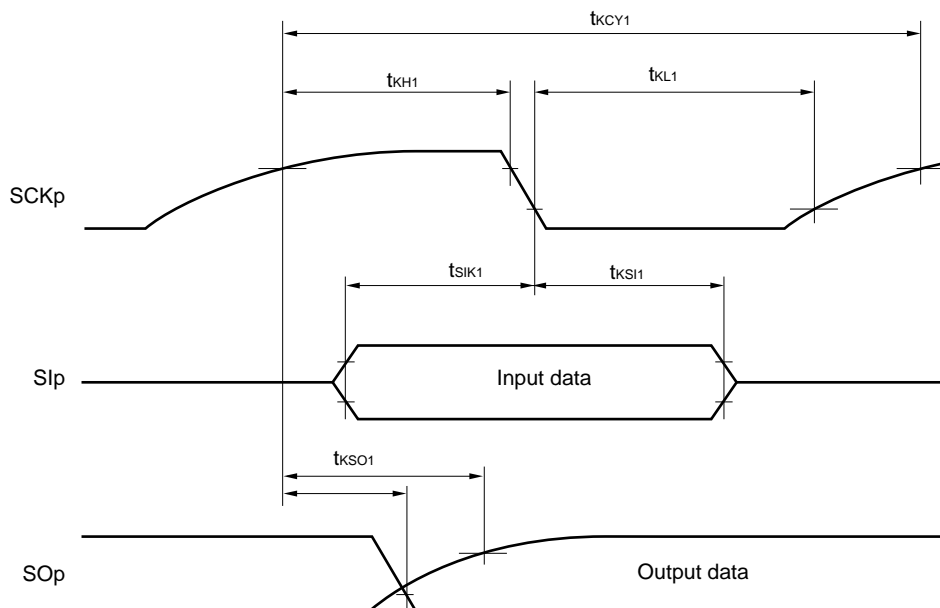 tKCY1
tKH1
tKL1
SCKp
tSIK1
tKSI1
SIp
Input data
tKSO1
SOp
Output data